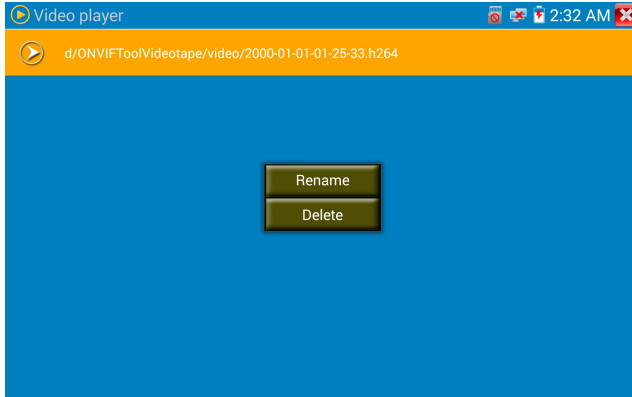 Video player 2:32 AM
d/ONVIFToolVideotape/video/2000-01-01-01-25-33.h264
Rename
Delete